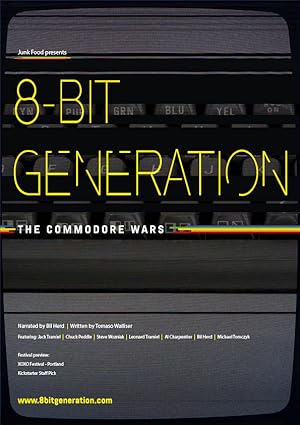 Junk Food presents
YN PUR GRN BLU YEL ON
8-BIT
GENERATION
THE COMMODORE WARS
Narrated by Bil Herd | Written by Tomaso Walliser
Featuring: Jack Tramiel | Chuck Peddle | Steve Wozniak | Leonard Tramiel | Al Charpentier | Bil Herd | Michael Tomczyk
Festival preview:
XOXO Festival - Portland
Kickstarter Staff Pick
www.8bitgeneration.com